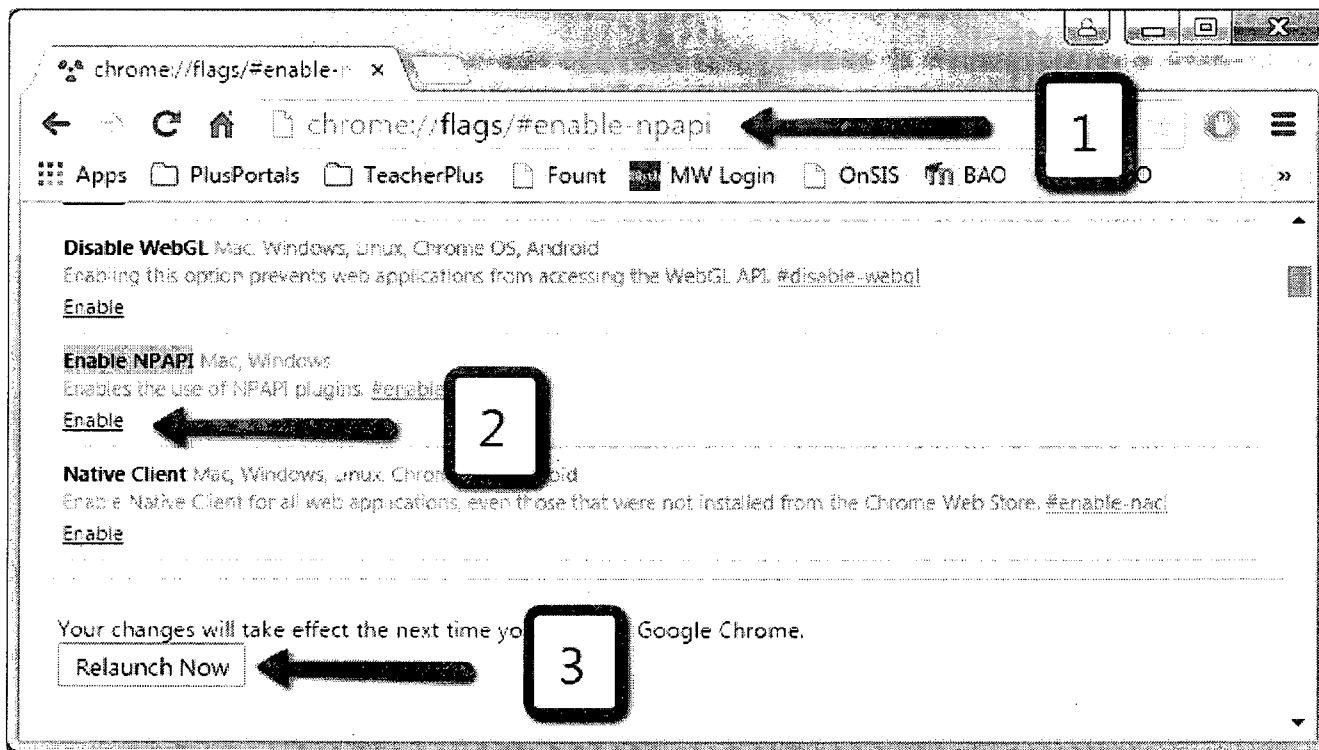 chrome://flags/#enable-n
chrome://flags/#enable-npapi
1
Apps PlusPortals TeacherPlus Fount MW Login OnSIS BAO O »
Disable WebGL Mac, Windows, Linux, Chrome OS, Android
Enabling this option prevents web applications from accessing the WebGL API. #disable-webgl
Enable
Enable NPAPI Mac, Windows
Enables the use of NPAPI plugins. #enable
Enable
2
Native Client Mac, Windows, Linux, Chrom oid
Enable Native Client for all web applications, even those that were not installed from the Chrome Web Store. #enable-nacl
Enable
Your changes will take effect the next time yo Google Chrome.
Relaunch Now
3